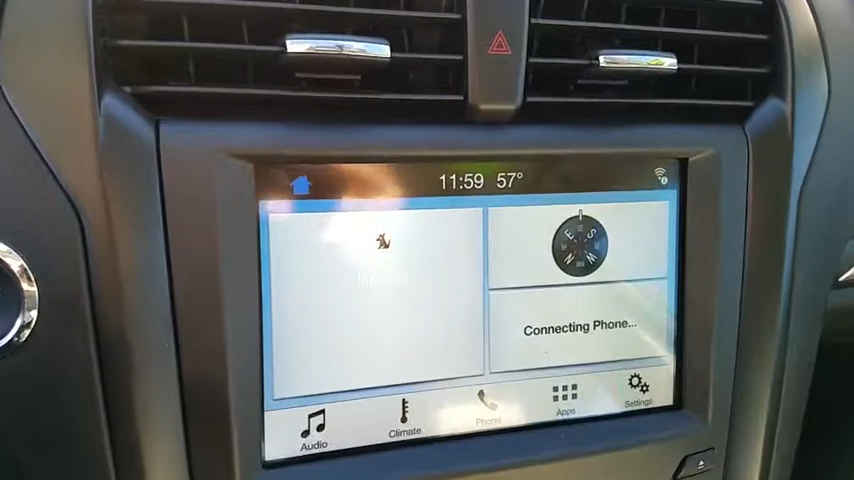 11:59 57°
Connecting Phone...
Audio
Climate
Phone
Apps
Settings